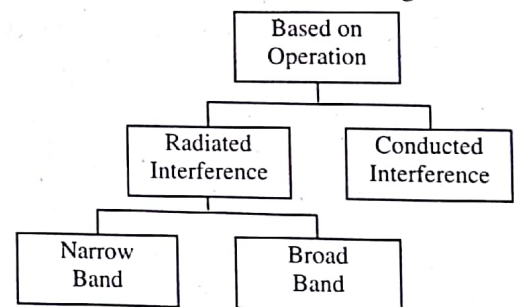 Based on
Operation
Radiated
Interference
Conducted
Interference
Narrow
Band
Broad
Band